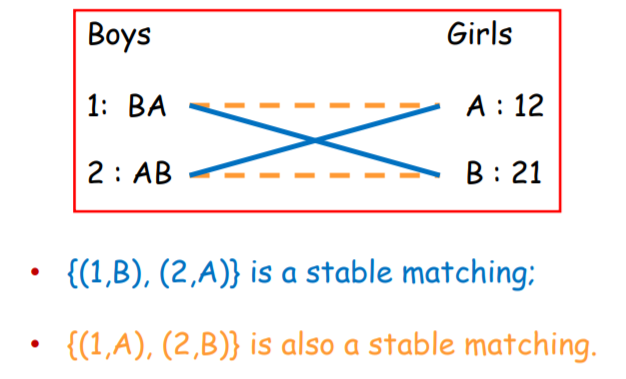 Boys Girls
1: BA A : 12
2 : AB B : 21
• {(1,B), (2,A)} is a stable matching;
• {(1,A), (2,B)} is also a stable matching.